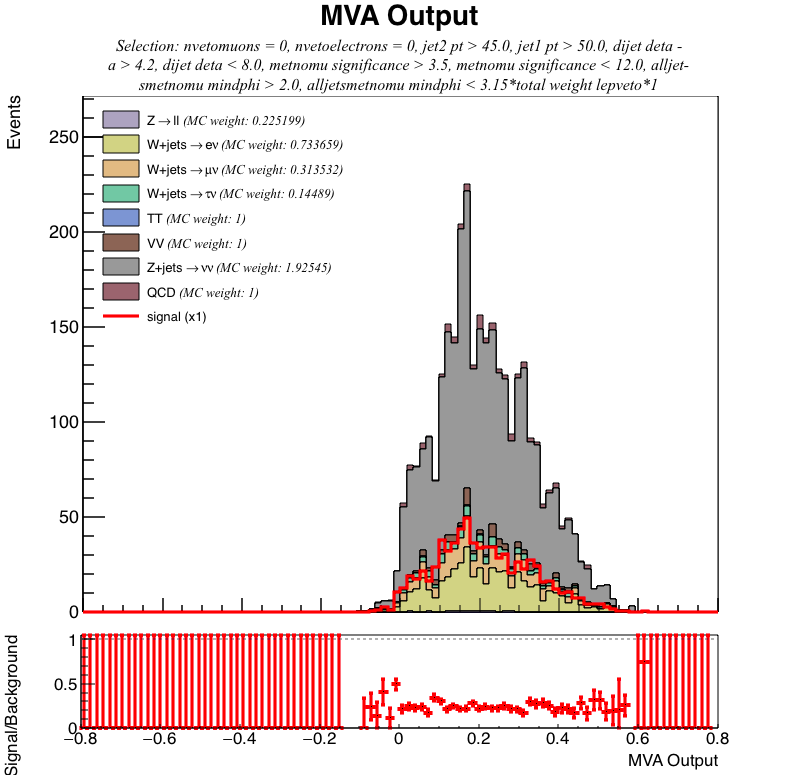 MVA Output
Selection: nvetomuons = 0, nvetoelectrons = 0, jet2 pt > 45.0, jet1 pt > 50.0, dijet deta -
a > 4.2, dijet deta < 8.0, metnomu significance > 3.5, metnomu significance < 12.0, alljet-
smetnomu mindphi > 2.0, alljetsmetnomu mindphi < 3.15*total weight lepveto*1
Events
250
200
150
100
50
0
Z→ll (MC weight: 0.225199)
W+jets→eν (MC weight: 0.733659)
W+jets→μν (MC weight: 0.313532)
W+jets→τν (MC weight: 0.14489)
TT (MC weight: 1)
VV (MC weight: 1)
Z+jets→νν (MC weight: 1.92545)
QCD (MC weight: 1)
signal (x1)
Signal/Background
1
0.5
0
−0.8 −0.6 −0.4 −0.2 0 0.2 0.4 0.6 0.8
MVA Output